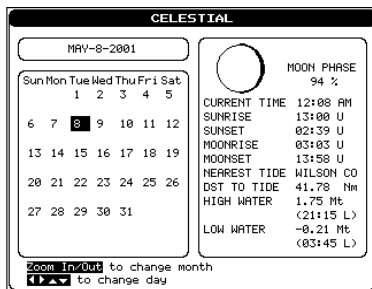 CELESTIAL
MAY-8-2001
Sun Mon Tue Wed Thu Fri Sat
1 2 3 4 5
6 7 8 9 10 11 12
13 14 15 16 17 18 19
20 21 22 23 24 25 26
27 28 29 30 31
MOON PHASE
94 %
CURRENT TIME 12:08 AM
SUNRISE 13:00 U
SUNSET 02:39 U
MOONRISE 03:03 U
MOONSET 13:58 U
NEAREST TIDE WILSON CO
DST TO TIDE 41.78 Nm
HIGH WATER 1.75 Mt
(21:15 L)
LOW WATER -0.21 Mt
(03:45 L)
Zoom In/Out to change month
to change day